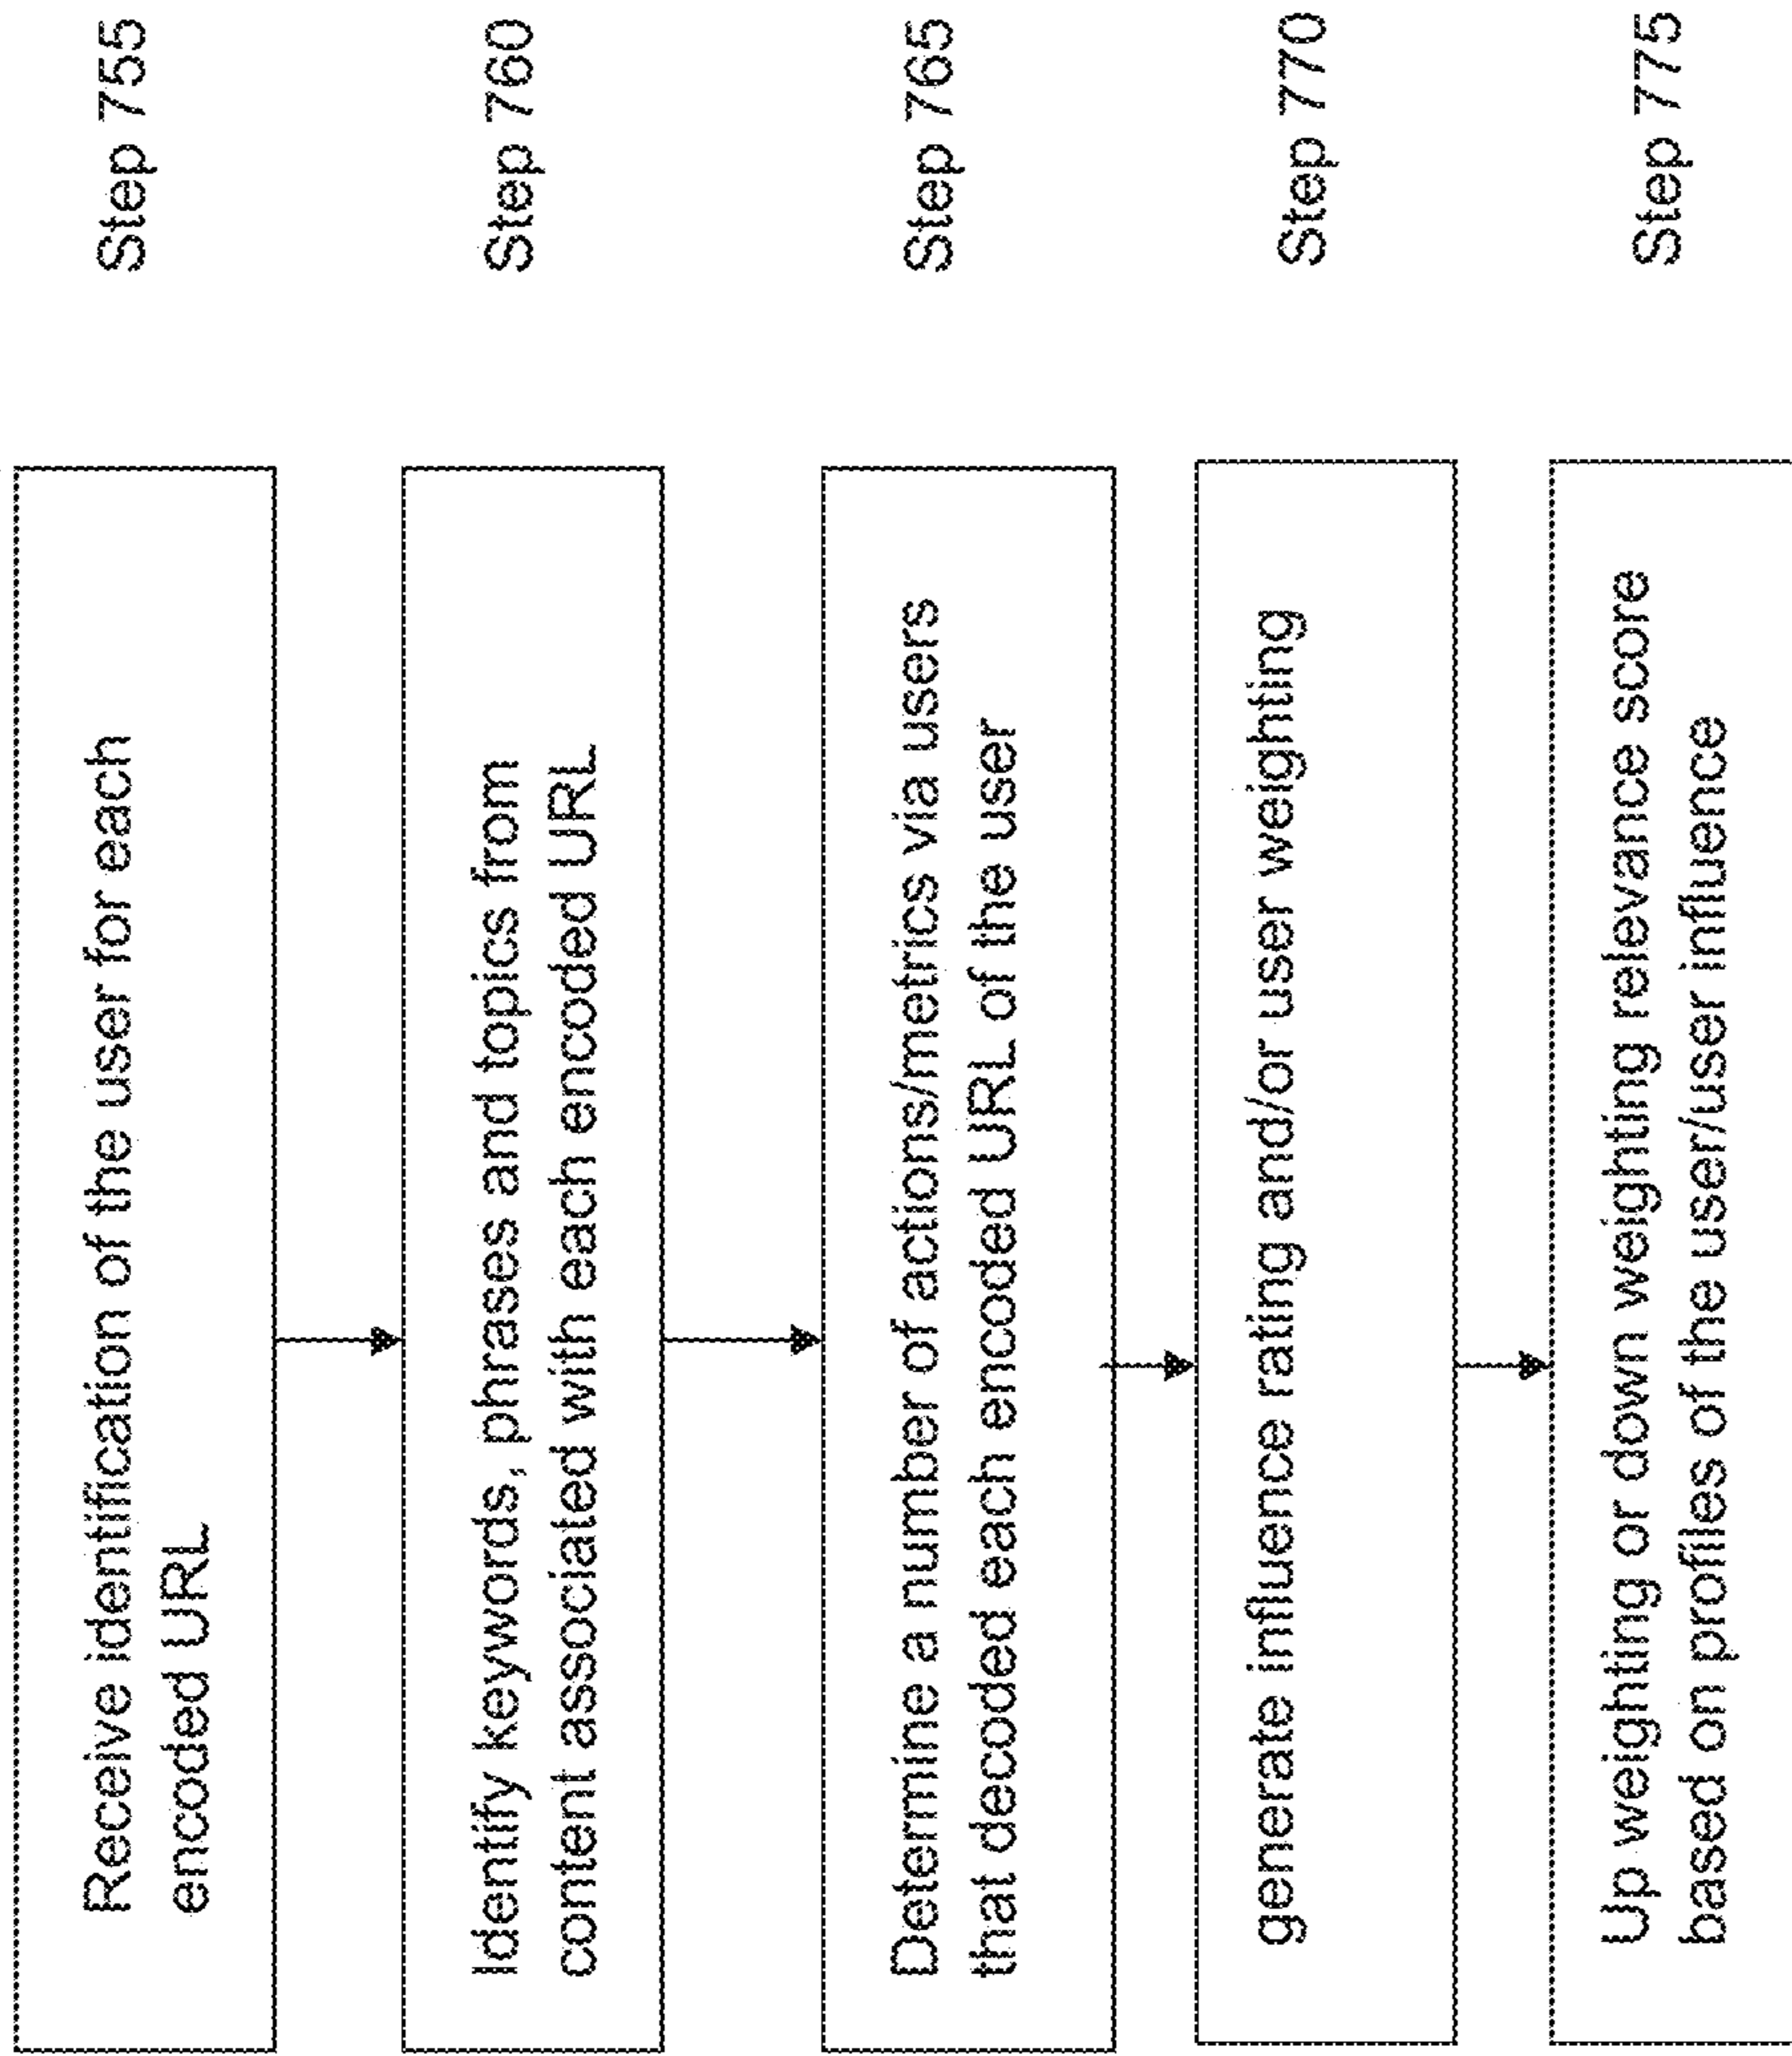 Receive identification of the user for each
encoded URL
Step 755
Identify keywords, phrases and topics from
content associated with each encoded URL
Step 760
Determine a number of actions/metrics via users
that decoded each encoded URL of the user
Step 765
generate influence rating and/or user weighting
Step 770
Up weighting or down weighting relevance score
based on profiles of the user/user influence
Step 775